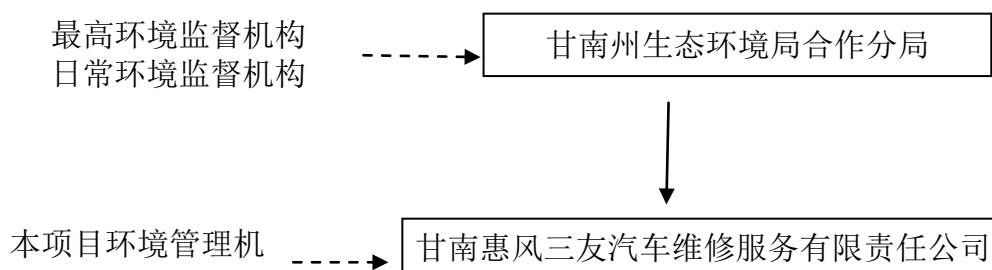 最高环境监督机构
日常环境监督机构
甘南州生态环境局合作分局
本项目环境管理机
甘南惠风三友汽车维修服务有限责任公司